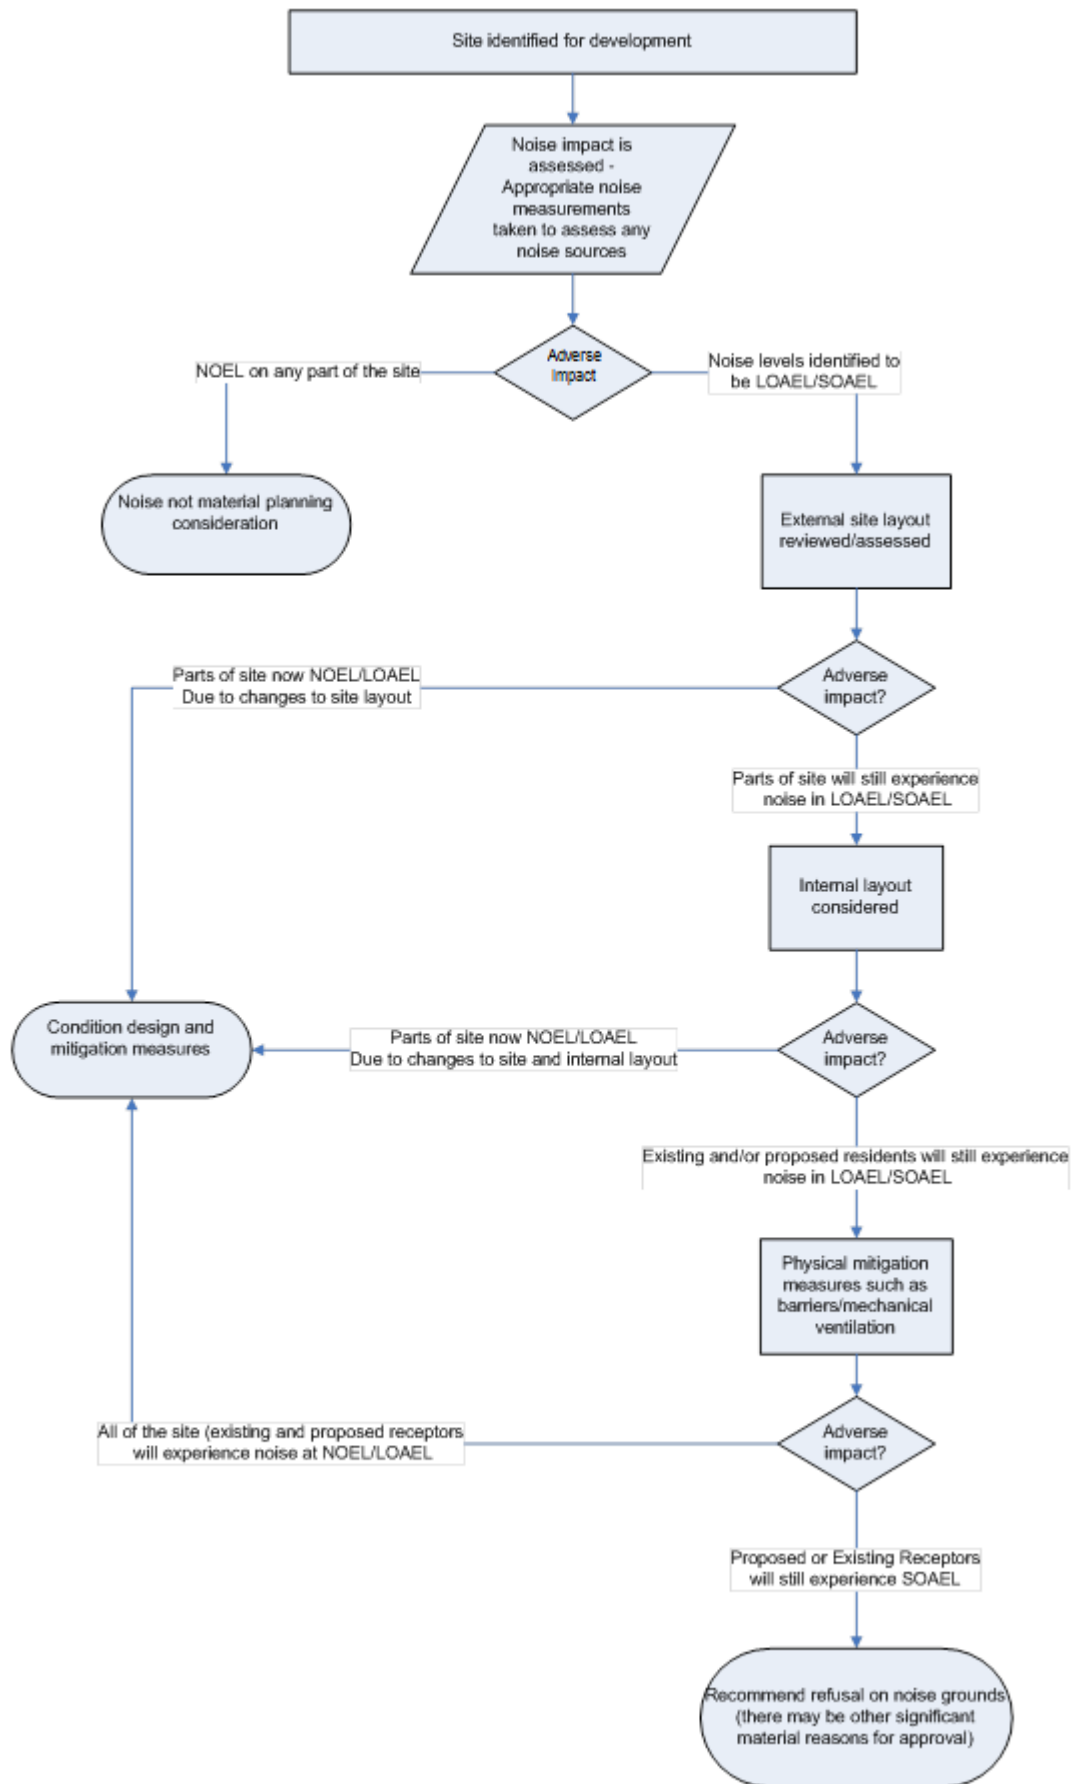 Site identified for development
Noise impact is
assessed -
Appropriate noise
measurements
taken to assess any
noise sources
Adverse
Impact
NOEL on any part of the site
Noise levels identified to
be LOAEL/SOAEL
Noise not material planning
consideration
External site layout
reviewed/assessed
Adverse
impact?
Parts of site now NOEL/LOAEL
Due to changes to site layout
Parts of site will still experience
noise in LOAEL/SOAEL
Internal layout
considered
Adverse
impact?
Parts of site now NOEL/LOAEL
Due to changes to site and internal layout
Condition design and
mitigation measures
Existing and/or proposed residents will still experience
noise in LOAEL/SOAEL
Physical mitigation
measures such as
barriers/mechanical
ventilation
Adverse
impact?
All of the site (existing and proposed receptors
will experience noise at NOEL/LOAEL
Proposed or Existing Receptors
will still experience SOAEL
Recommend refusal on noise grounds
(there may be other significant
material reasons for approval)